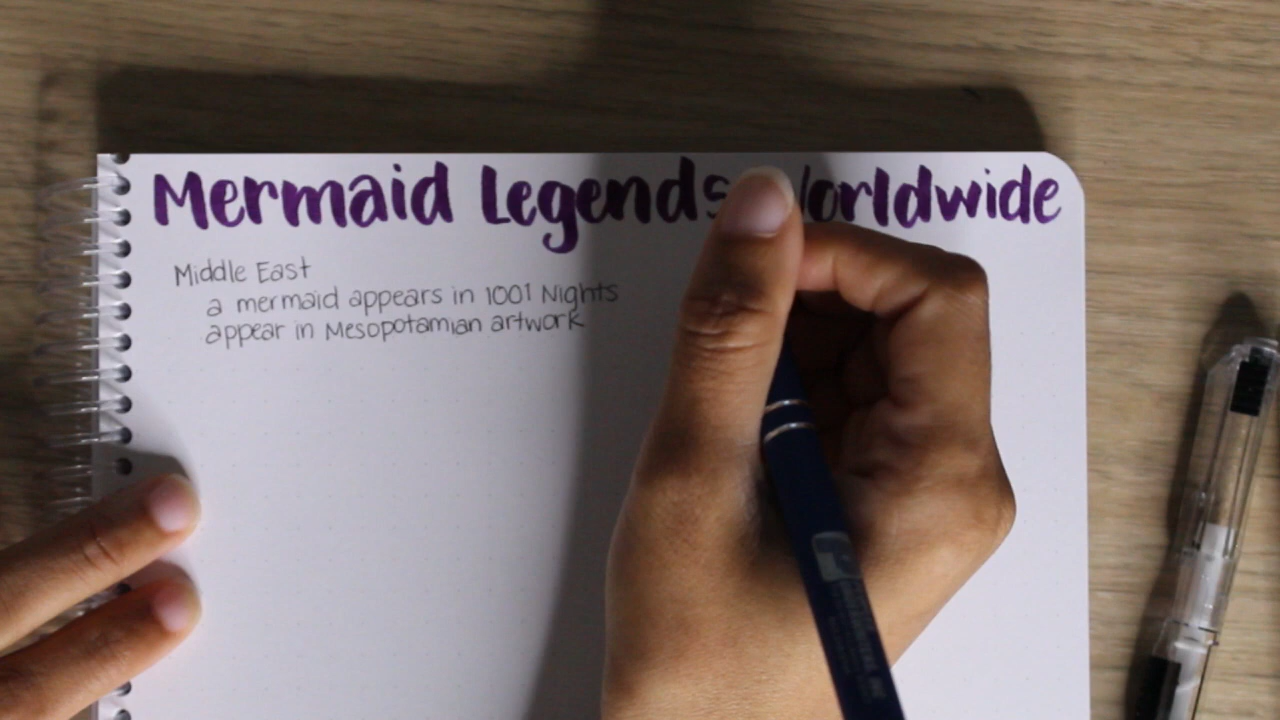 Mermaid Legends Worldwide
Middle East
a mermaid appears in 1001 Nights
appear in Mesopotamian artwork